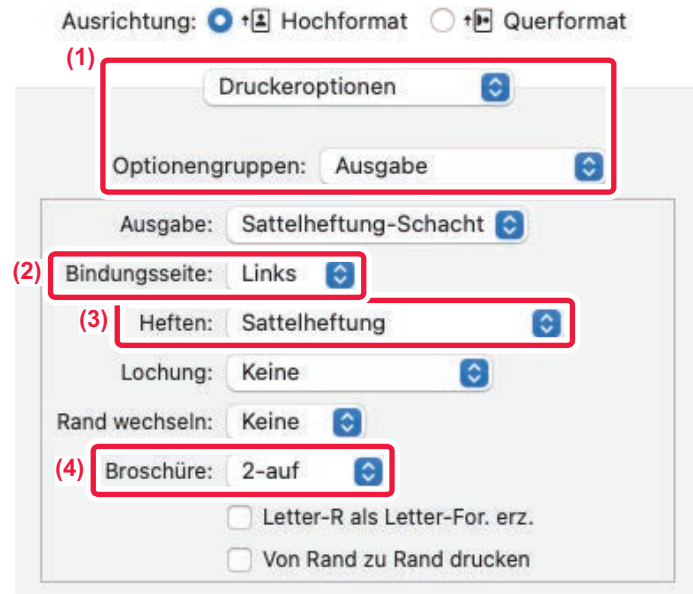 Ausrichtung: Hochformat Querformat
(1)
Druckeroptionen
Optionengruppen: Ausgabe
Ausgabe: Sattelheftung-Schacht
(2) Bindungsseite: Links
(3) Heften: Sattelheftung
Lochung: Keine
Rand wechseln: Keine
(4) Broschüre: 2-auf
Letter-R als Letter-For. erz.
Von Rand zu Rand drucken